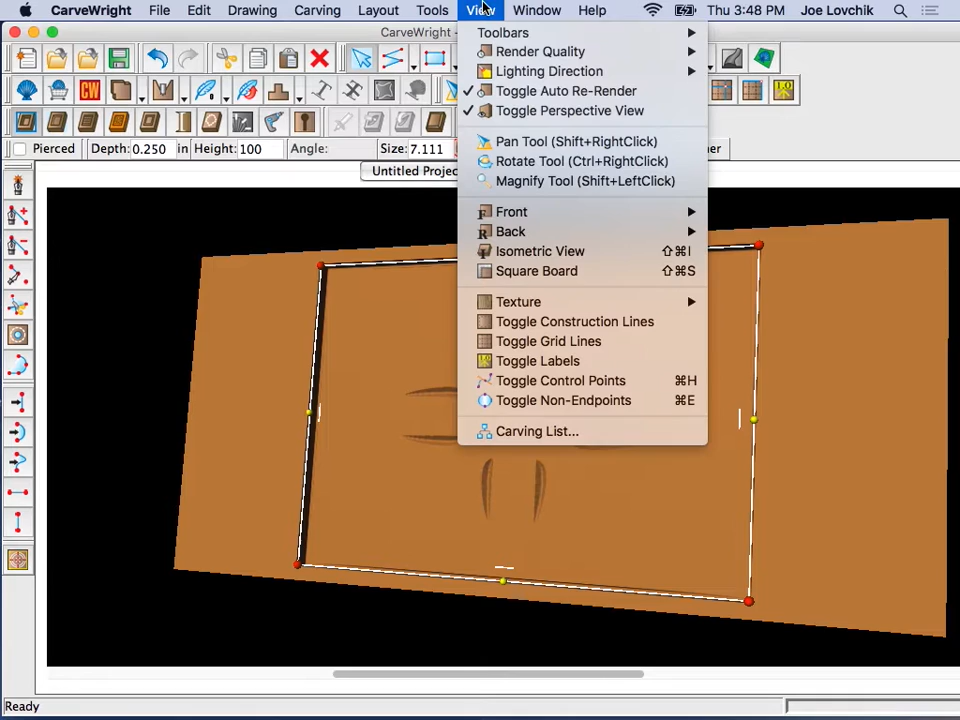 CarveWright File Edit Drawing Carving Layout Tools View Window Help Thu 3:48 PM Joe Lovchik
CarveWright -
CW
Pierced Depth: 0.250 in Height: 100 Angle: Size: 7.111
Untitled Projec
Toolbars
Render Quality
Lighting Direction
✓ Toggle Auto Re-Render
✓ Toggle Perspective View
Pan Tool (Shift+RightClick)
Rotate Tool (Ctrl+RightClick)
Magnify Tool (Shift+LeftClick)
Front
Back
Isometric View ⇧⌘I
Square Board ⇧⌘S
Texture
Toggle Construction Lines
Toggle Grid Lines
Toggle Labels
Toggle Control Points ⌘H
Toggle Non-Endpoints ⌘E
Carving List...
Ready